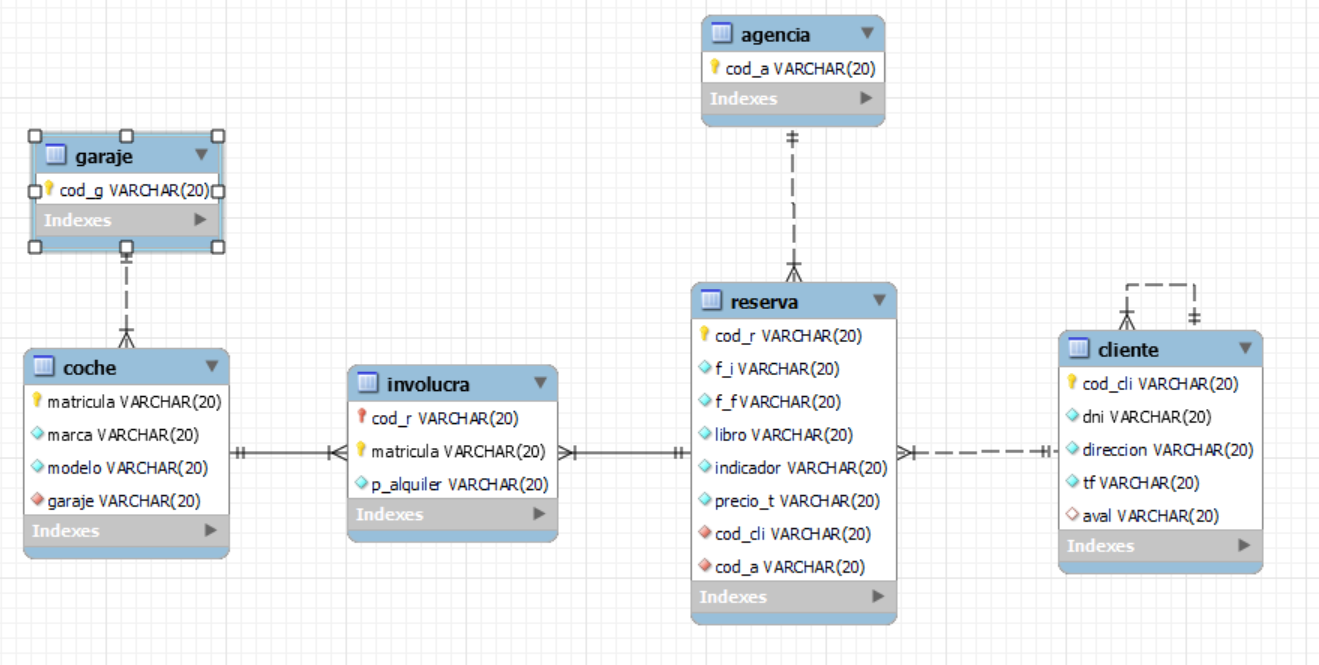 agencia
cod_a VARCHAR(20)
Indexes
garaje
cod_g VARCHAR(20)
Indexes
coche
matricula VARCHAR(20)
marca VARCHAR(20)
modelo VARCHAR(20)
garaje VARCHAR(20)
Indexes
involucra
cod_r VARCHAR(20)
matricula VARCHAR(20)
p_alquiler VARCHAR(20)
Indexes
reserva
cod_r VARCHAR(20)
f_i VARCHAR(20)
f_f VARCHAR(20)
libro VARCHAR(20)
indicador VARCHAR(20)
precio_t VARCHAR(20)
cod_cli VARCHAR(20)
cod_a VARCHAR(20)
Indexes
cliente
cod_cli VARCHAR(20)
dni VARCHAR(20)
direccion VARCHAR(20)
tf VARCHAR(20)
aval VARCHAR(20)
Indexes